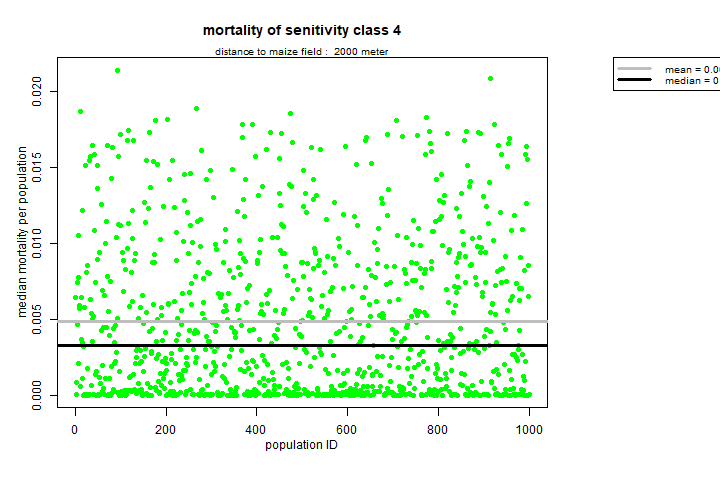 mortality of senitivity class 4
distance to maize field :  2000 meter
mean = 0.00
median = 0
median mortality per population
0.020
0.015
0.010
0.005
0.000
0 200 400 600 800 1000
population ID